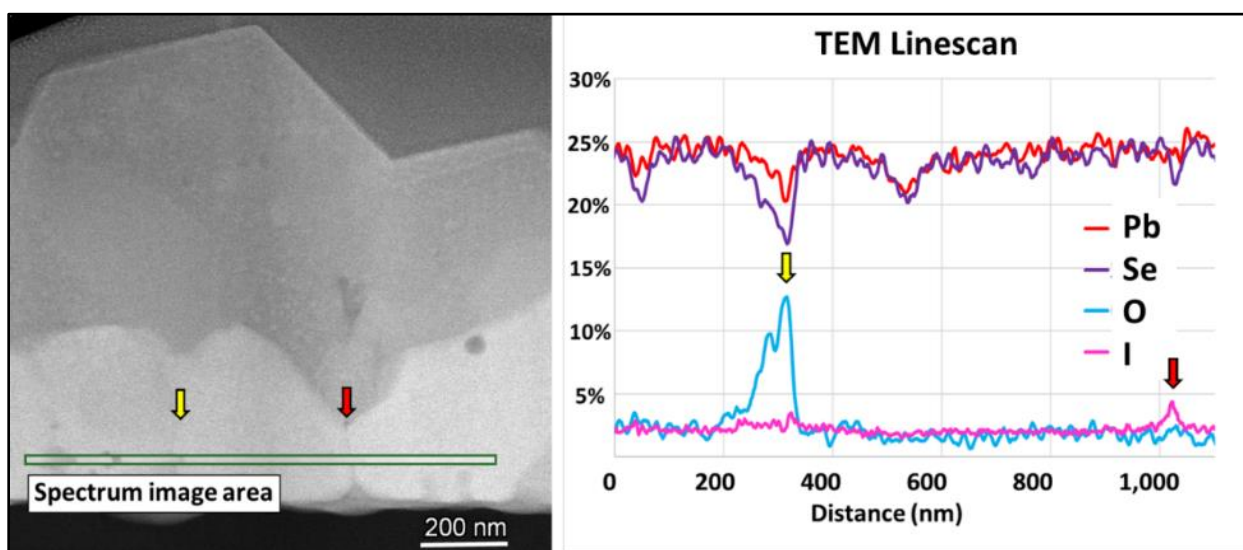 Spectrum image area
200 nm
TEM Linescan
30%
25%
20%
15%
10%
5%
Pb
Se
O
I
0 200 400 600 800 1,000
Distance (nm)